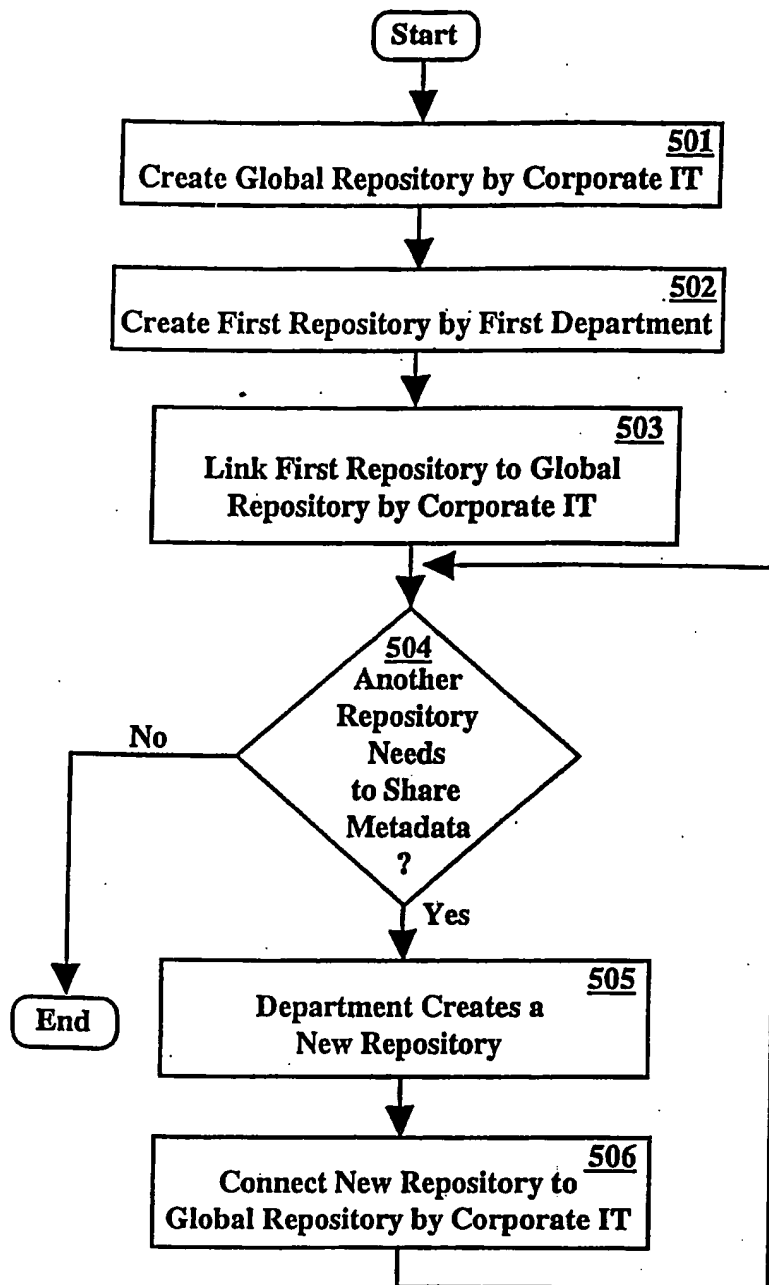 Start
501
Create Global Repository by Corporate IT
502
Create First Repository by First Department
503
Link First Repository to Global
Repository by Corporate IT
504
Another
Repository
Needs
to Share
Metadata
?
No
Yes
505
Department Creates a
New Repository
End
506
Connect New Repository to
Global Repository by Corporate IT